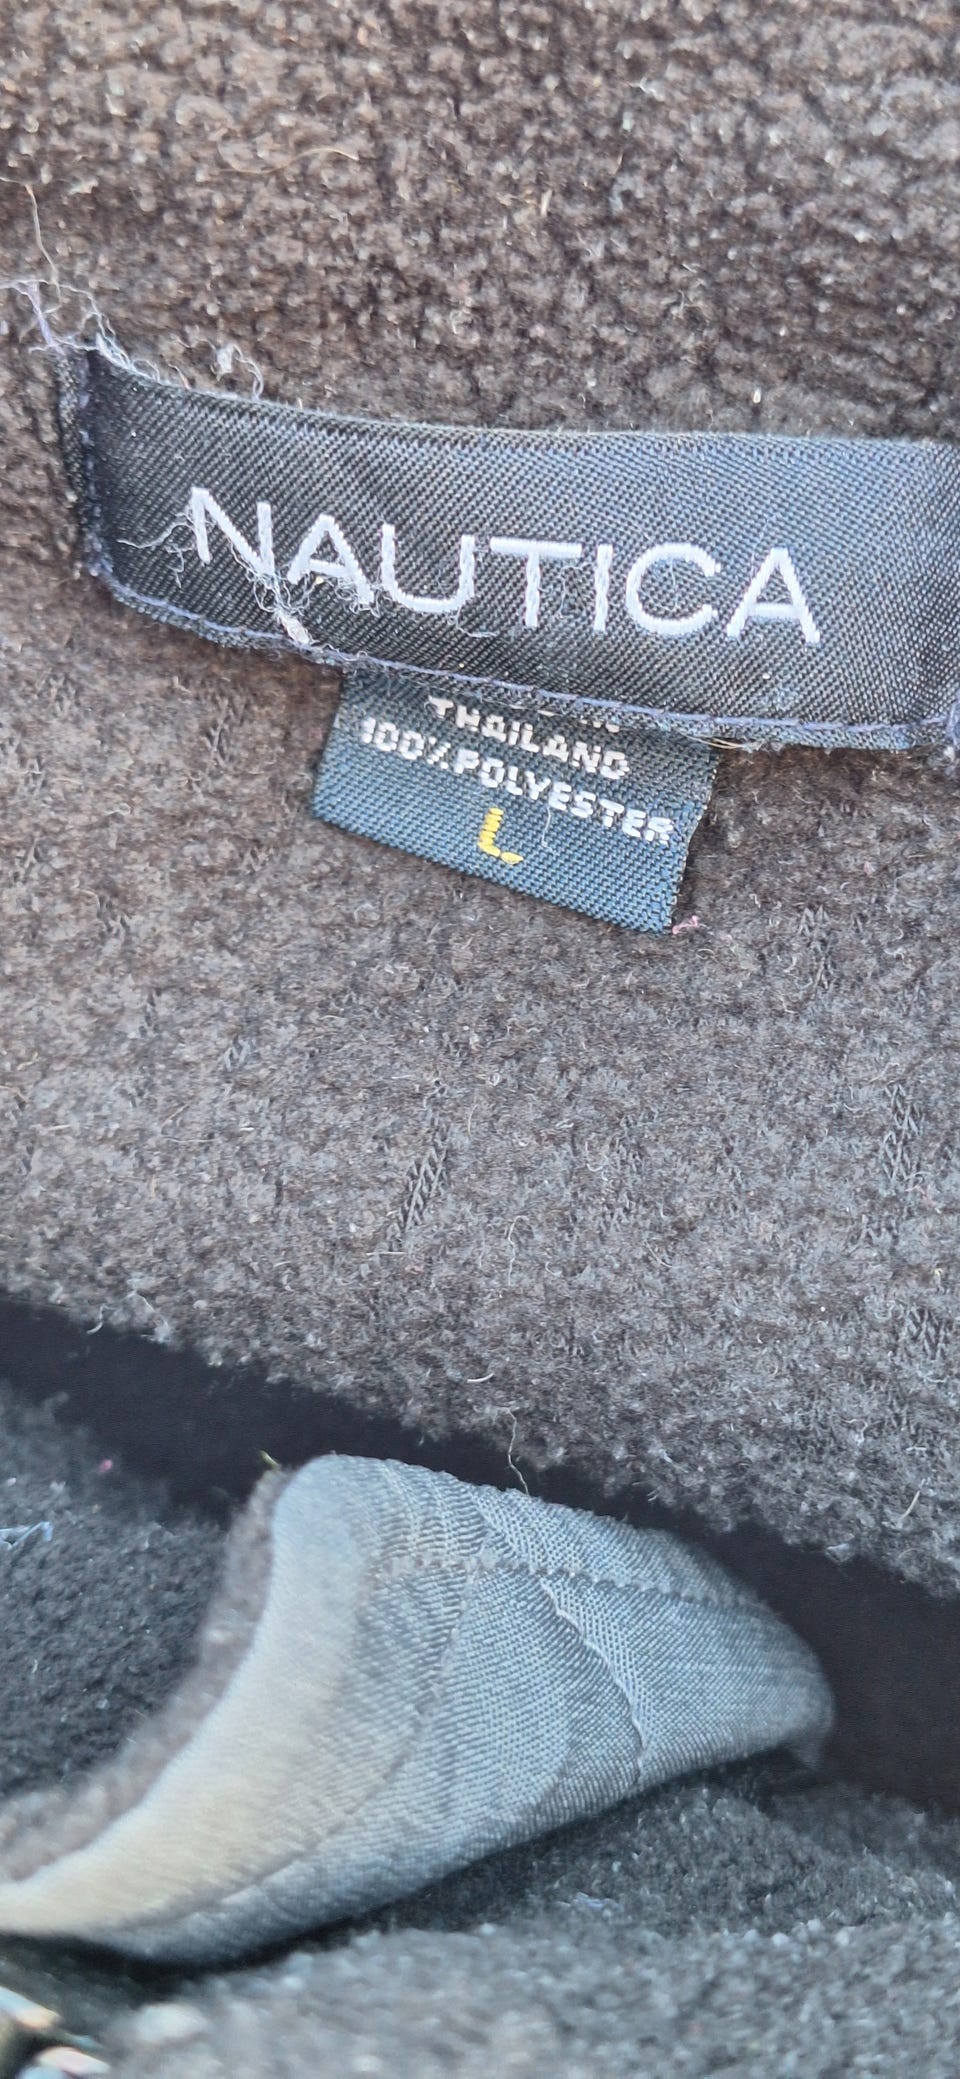 NAUTICA
THAILAND
100%POLYESTER
L